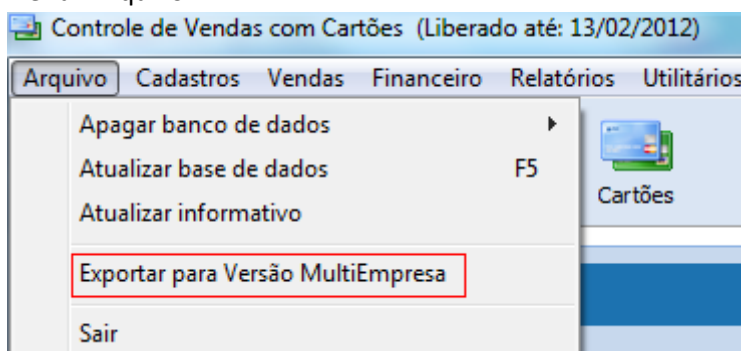 Controle de Vendas com Cartões (Liberado até: 13/02/2012)
Arquivo Cadastros Vendas Financeiro Relatórios Utilitários
Apagar banco de dados
Atualizar base de dados F5
Cartões
Atualizar informativo
Exportar para Versão MultiEmpresa
Sair